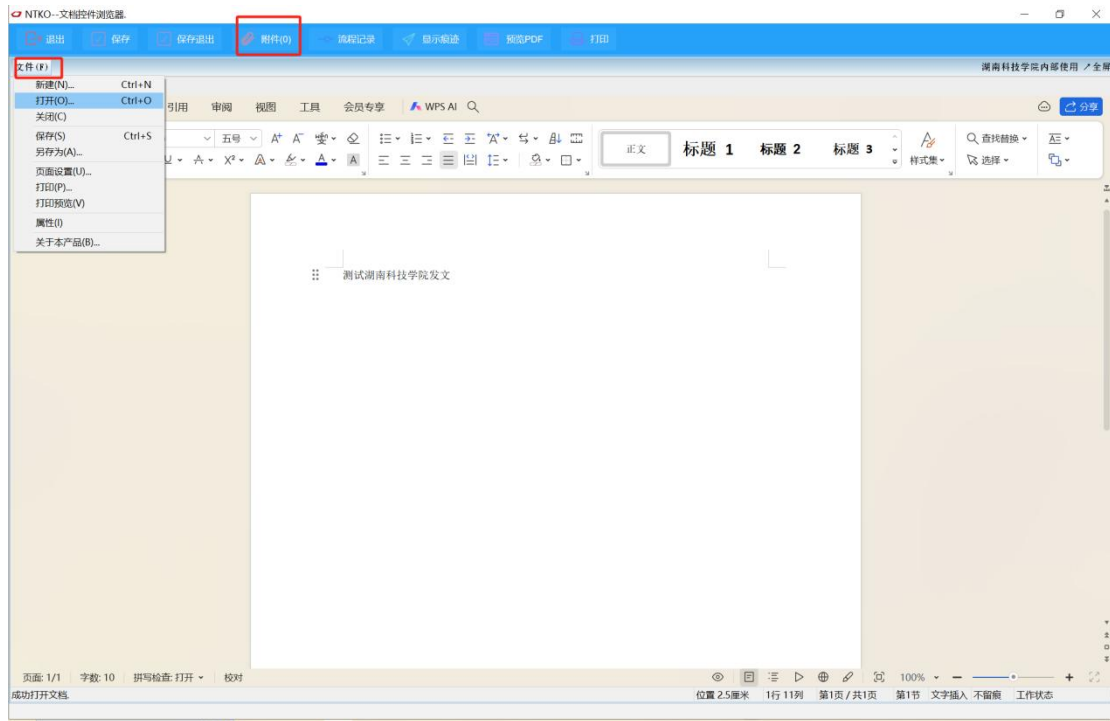 NTKO--文档控件浏览器.
退出 保存 保存退出 附件(0) 流程记录 显示痕迹 预览PDF 打印
文件(F) 湖南科技学院内部使用 全屏
新建(N)... Ctrl+N
打开(O)... Ctrl+O 引用 审阅 视图 工具 会员专享 WPS AI 分享
关闭(C)
保存(S) Ctrl+S 五号 A+ A- 正文 标题 1 标题 2 标题 3 样式集 查找替换
另存为(A)... 选择
页面设置(U)...
打印(P)...
打印预览(V)
属性(I)
关于本产品(B)...
测试湖南科技学院发文
页面: 1/1 字数: 10 拼写检查: 打开 校对 100%
成功打开文档. 位置 2.5厘米 1行 11列 第1页 / 共1页 第1节 文字插入 不留痕 工作状态